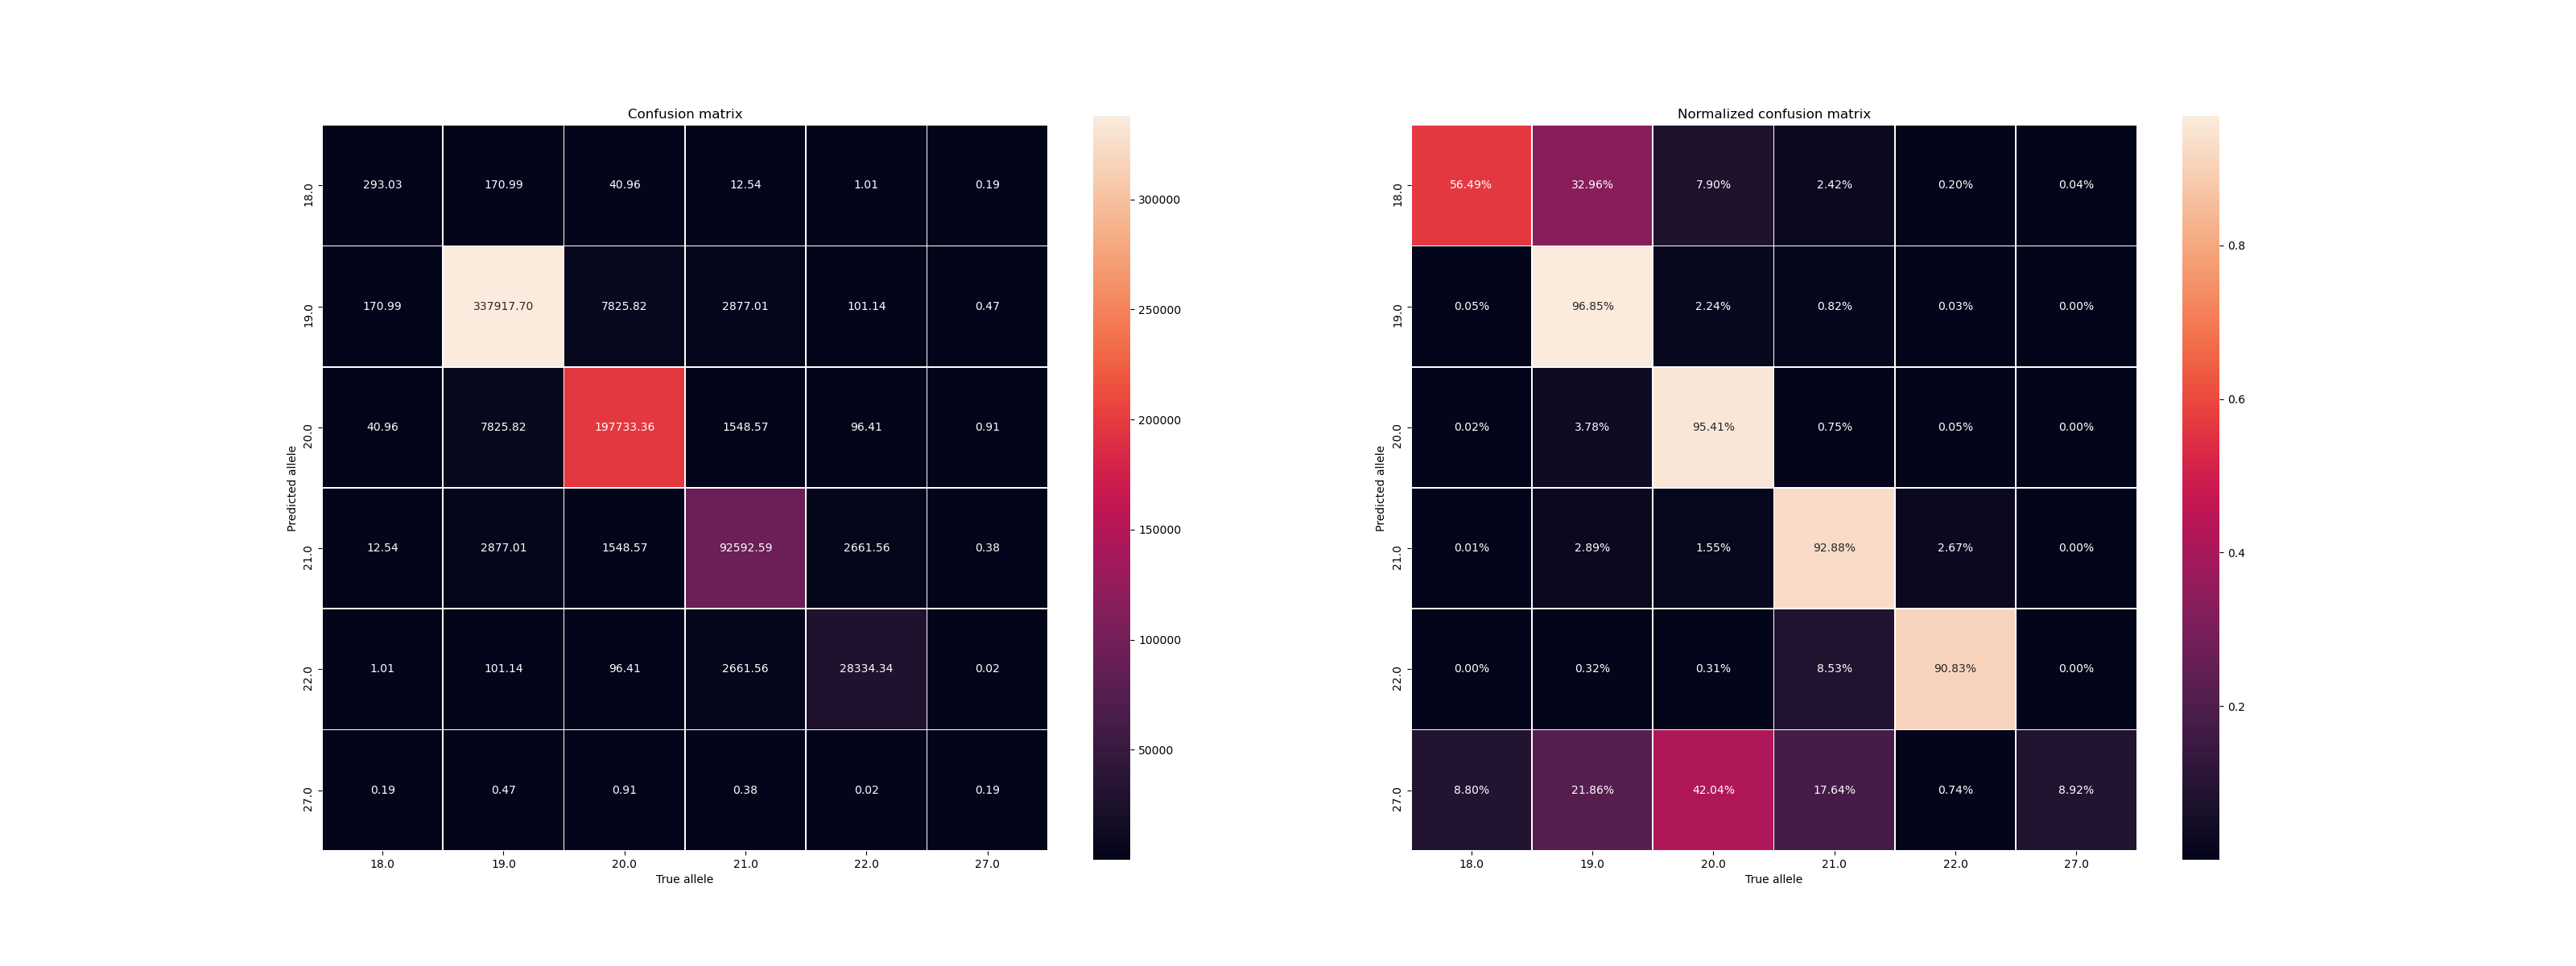 Confusion matrix
18.0 293.03 170.99 40.96 12.54 1.01 0.19
19.0 170.99 337917.70 7825.82 2877.01 101.14 0.47
20.0 40.96 7825.82 197733.36 1548.57 96.41 0.91
21.0 12.54 2877.01 1548.57 92592.59 2661.56 0.38
22.0 1.01 101.14 96.41 2661.56 28334.34 0.02
27.0 0.19 0.47 0.91 0.38 0.02 0.19
18.0 19.0 20.0 21.0 22.0 27.0
True allele
Predicted allele
300000
250000
200000
150000
100000
50000
Normalized confusion matrix
18.0 56.49% 32.96% 7.90% 2.42% 0.20% 0.04%
19.0 0.05% 96.85% 2.24% 0.82% 0.03% 0.00%
20.0 0.02% 3.78% 95.41% 0.75% 0.05% 0.00%
21.0 0.01% 2.89% 1.55% 92.88% 2.67% 0.00%
22.0 0.00% 0.32% 0.31% 8.53% 90.83% 0.00%
27.0 8.80% 21.86% 42.04% 17.64% 0.74% 8.92%
18.0 19.0 20.0 21.0 22.0 27.0
True allele
Predicted allele
0.8
0.6
0.4
0.2